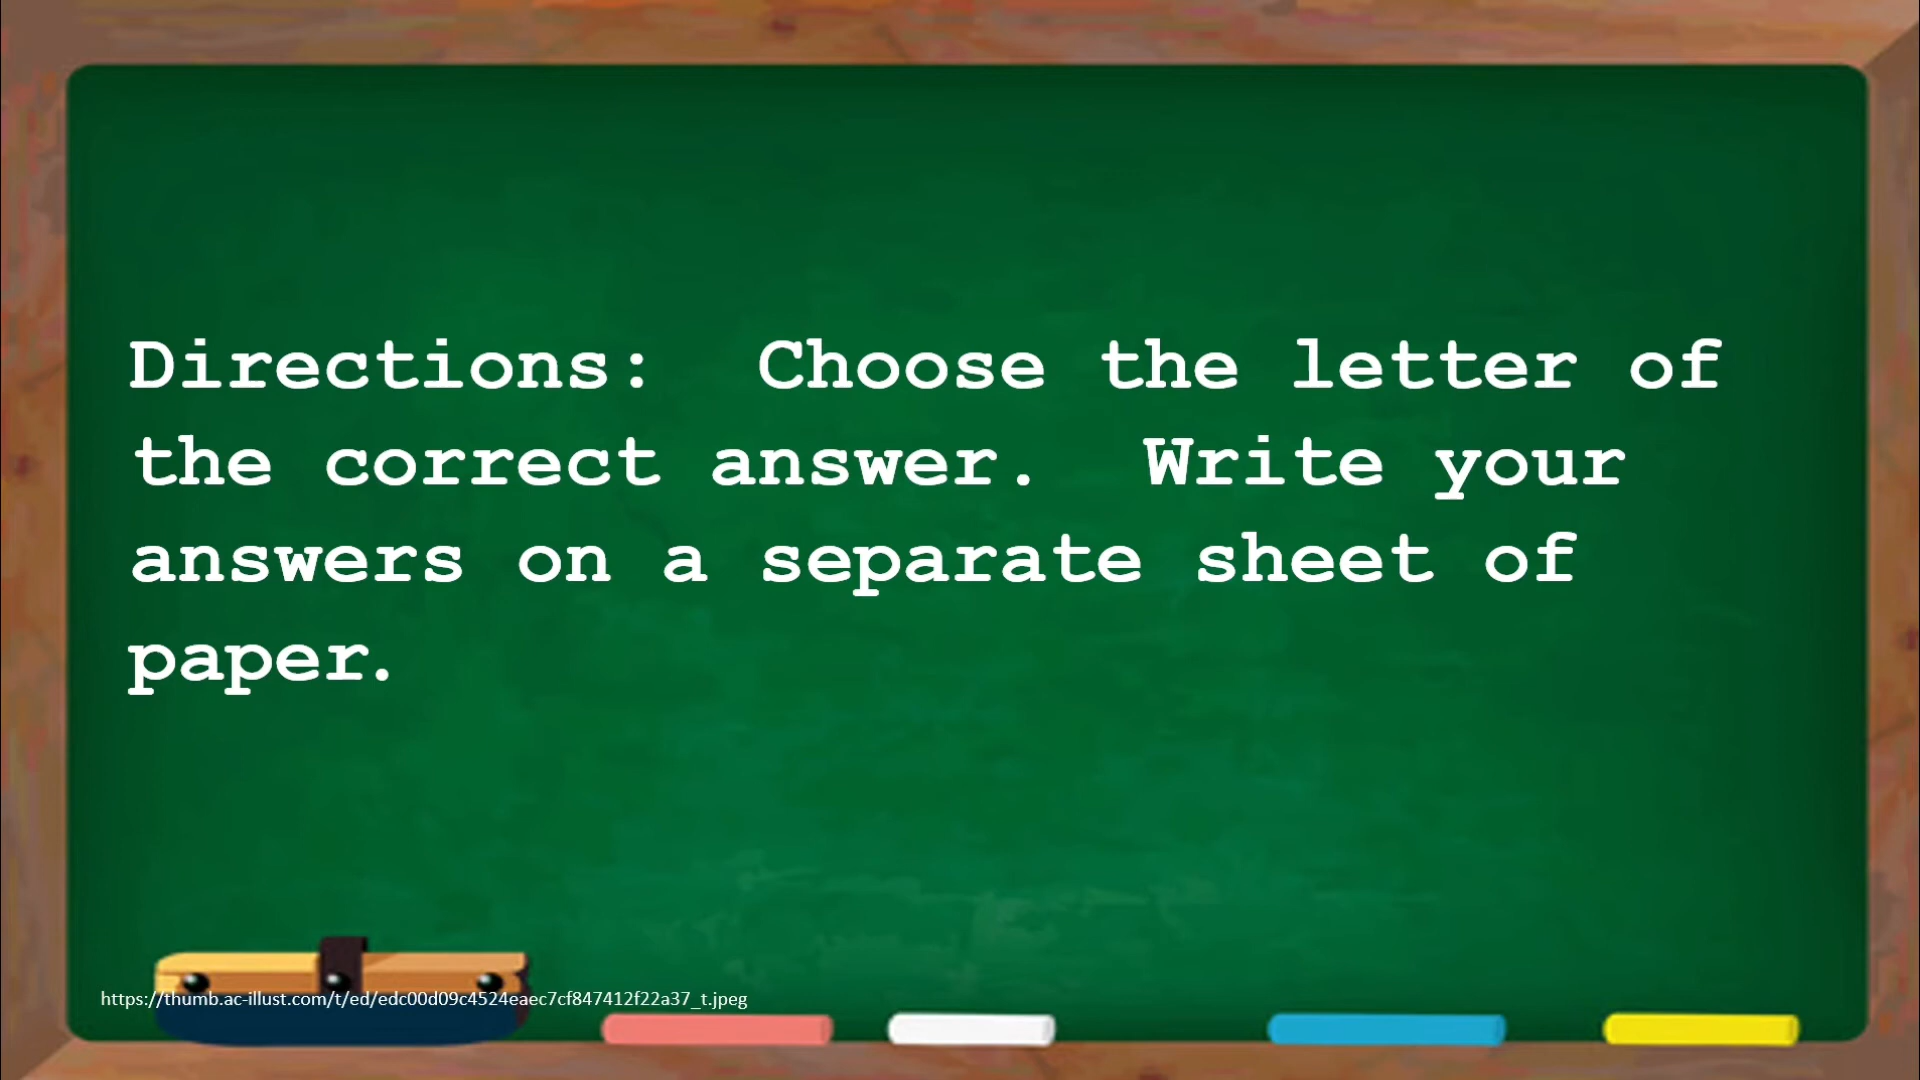 Directions:  Choose the letter of
the correct answer.  Write your
answers on a separate sheet of
paper.
https://thumb.ac-illust.com/t/ed/edc00d09c4524eaec7cf847412f22a37_t.jpeg